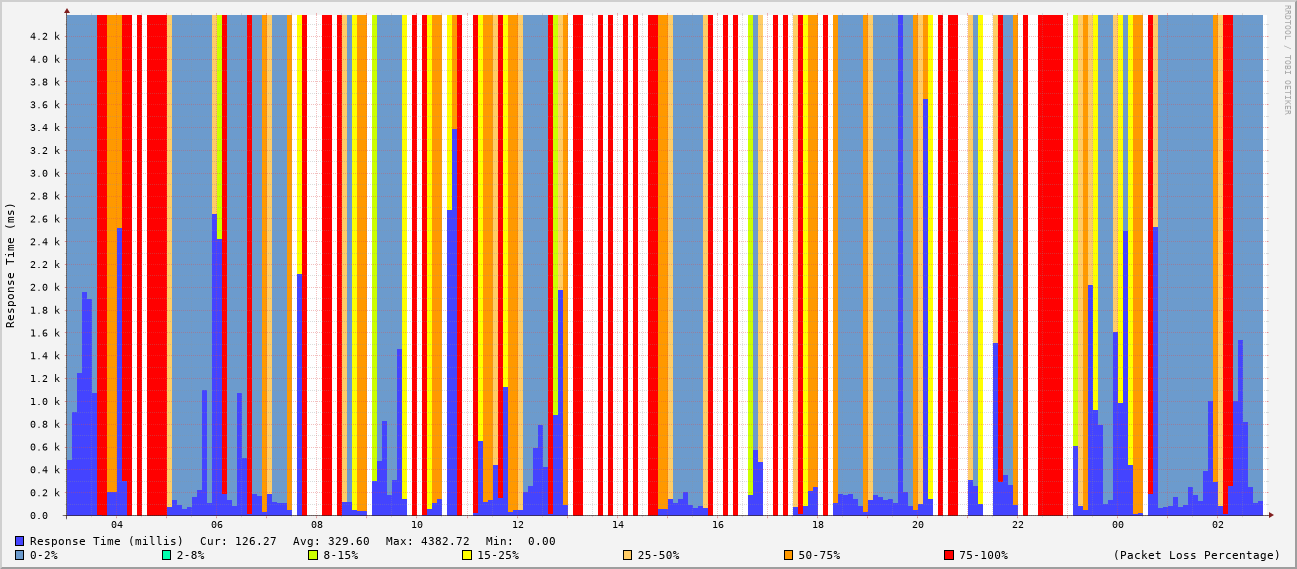 RRDTOOL / TOBI OETIKER
Response Time (ms)
4.2 k
4.0 k
3.8 k
3.6 k
3.4 k
3.2 k
3.0 k
2.8 k
2.6 k
2.4 k
2.2 k
2.0 k
1.8 k
1.6 k
1.4 k
1.2 k
1.0 k
0.8 k
0.6 k
0.4 k
0.2 k
0.0
04 06 08 10 12 14 16 18 20 22 00 02
Response Time (millis) Cur: 126.27 Avg: 329.60 Max: 4382.72 Min: 0.00
0-2% 2-8% 8-15% 15-25% 25-50% 50-75% 75-100% (Packet Loss Percentage)